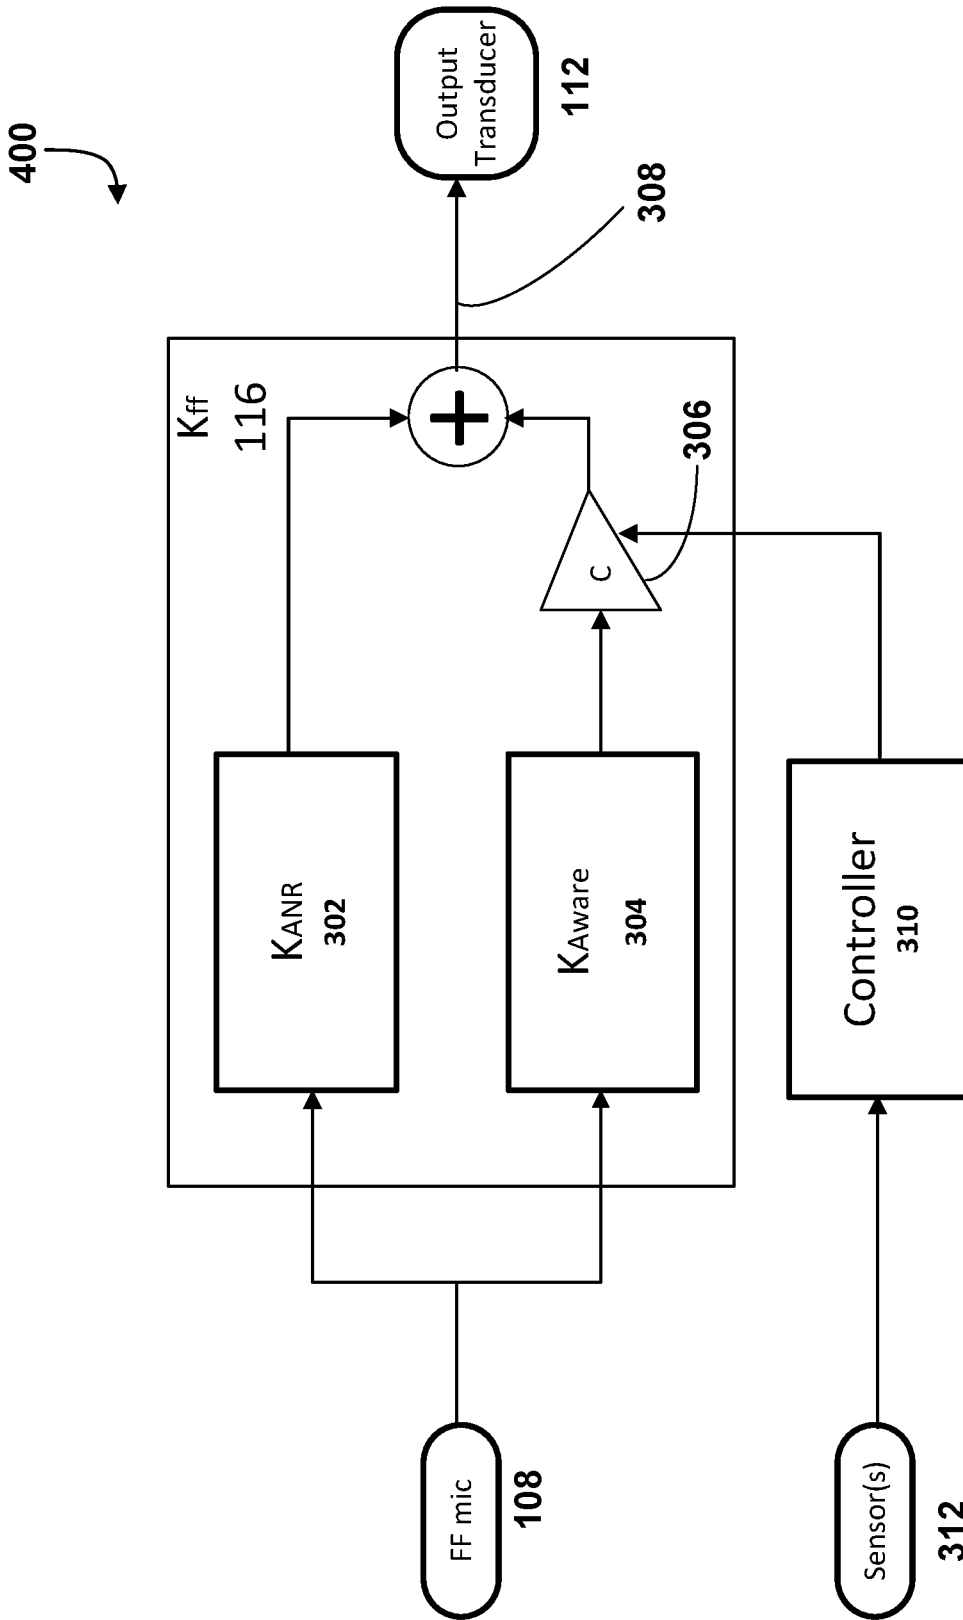 400
Output
Transducer
112
308
Kff
116
306
C
KANR
302
KAware
304
Controller
310
FF mic
108
Sensor(s)
312